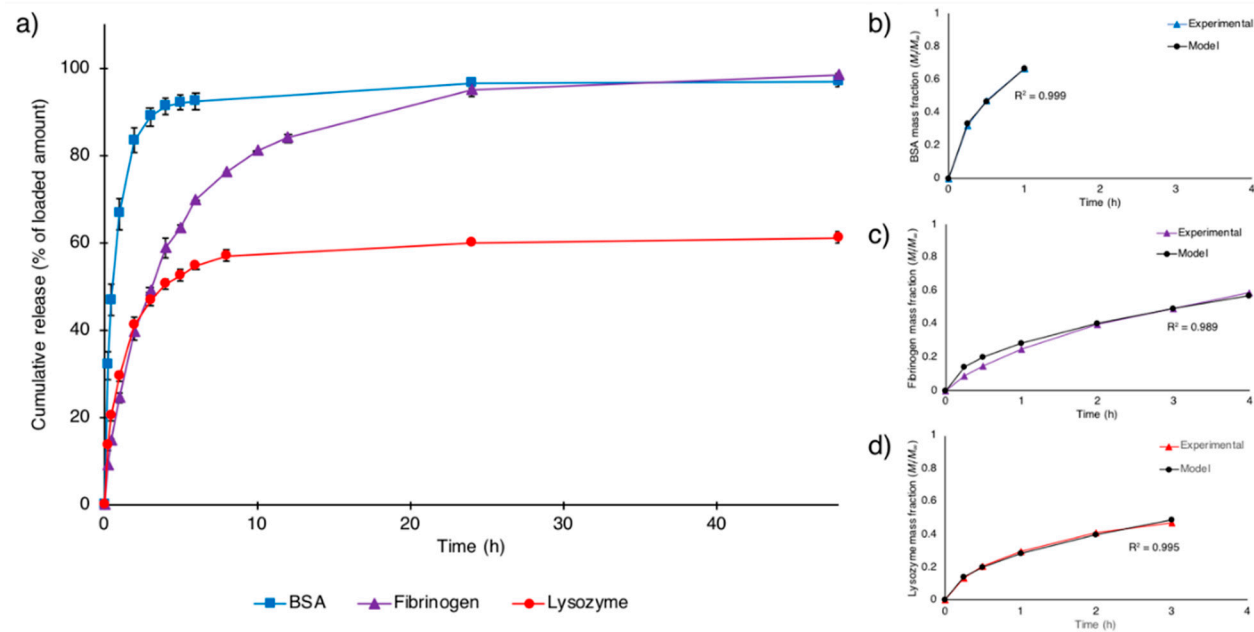 a)
Cumulative release (% of loaded amount)
100
80
60
40
20
0
0 10 20 30 40
Time (h)
BSA Fibrinogen Lysozyme
b)
BSA mass fraction (Mₜ/M∞)
1
0.8
0.6
0.4
0.2
0
0 1 2 3 4
Time (h)
Experimental
Model
R² = 0.999
c)
Fibrinogen mass fraction (Mₜ/M∞)
1
0.8
0.6
0.4
0.2
0
0 1 2 3 4
Time (h)
Experimental
Model
R² = 0.989
d)
Lysozyme mass fraction (Mₜ/M∞)
1
0.8
0.6
0.4
0.2
0
0 1 2 3 4
Time (h)
Experimental
Model
R² = 0.995